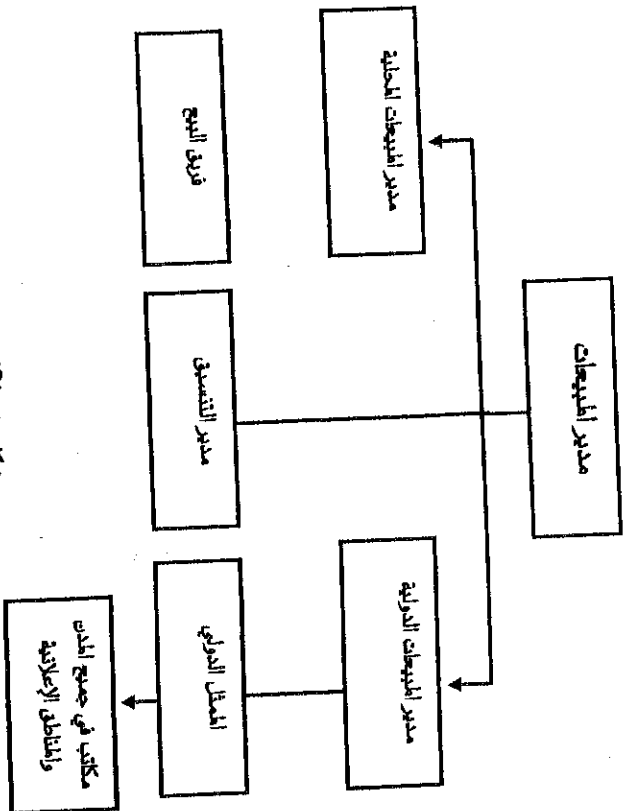 مدير المبيعات
مدير المبيعات المحلية
مدير المبيعات الدولية
فريق البيع
مدير التنسيق
الممثل الدولي
مكاتب في جميع المدن
والمناطق الإعلانية